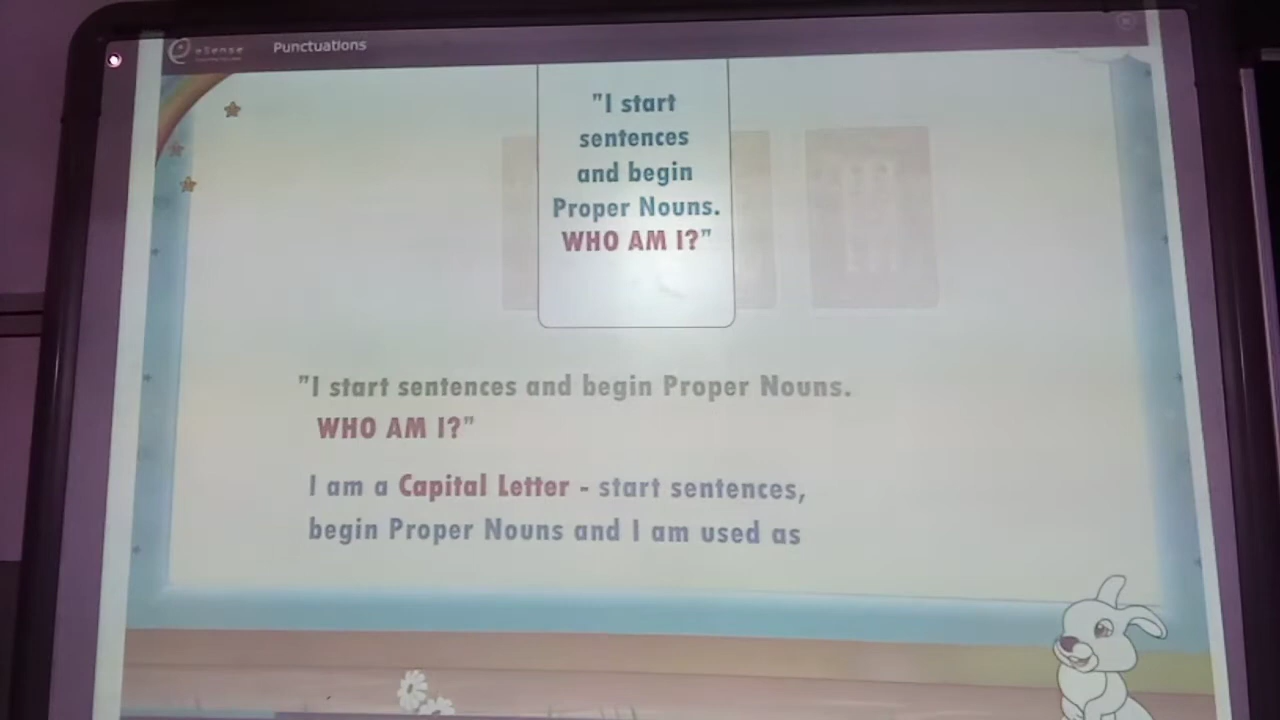 eSense
Punctuations
"I start
sentences
and begin
Proper Nouns.
WHO AM I?"
"I start sentences and begin Proper Nouns.
WHO AM I?"
I am a Capital Letter - start sentences,
begin Proper Nouns and I am used as